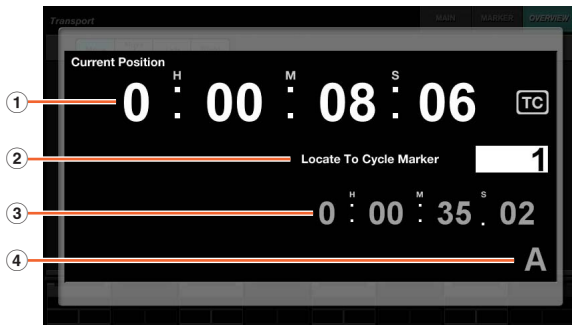 Transport MAIN MARKER OVERVIEW
Current Position
H M S
1 0 : 00 : 08 : 06 TC
2 Locate To Cycle Marker 1
H M S
3 0 : 00 : 35 . 02
4 A